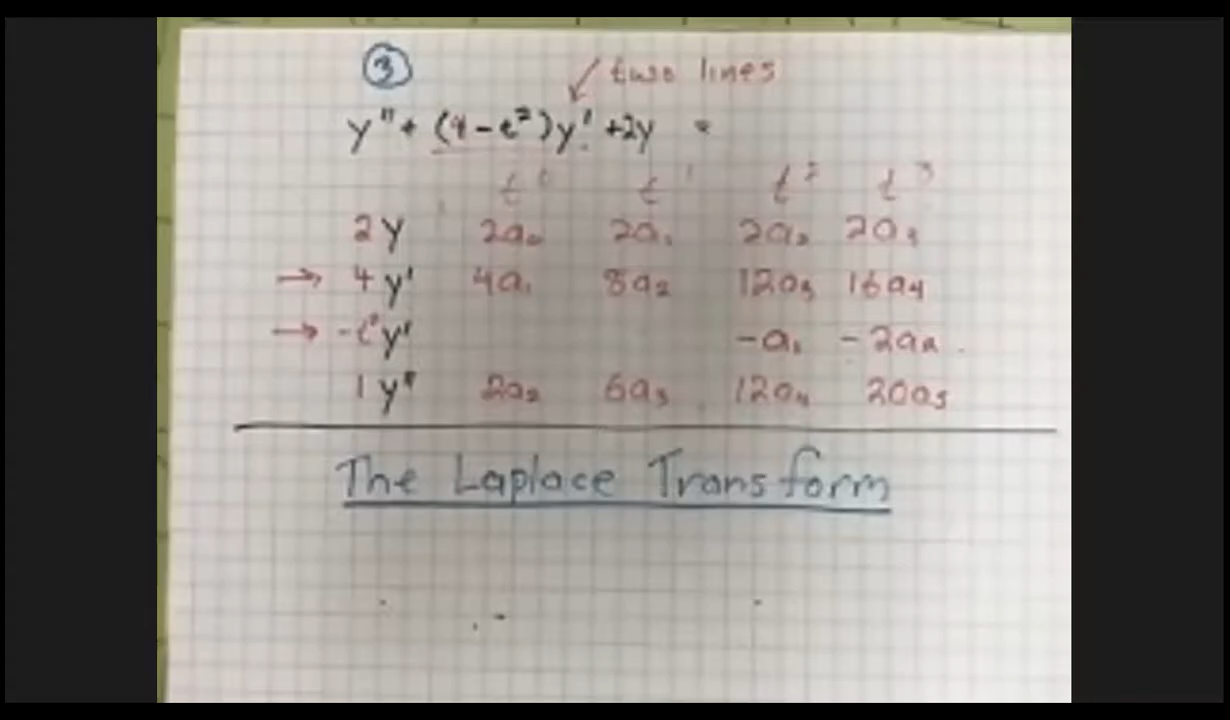 ③
two lines
y'' + (4 - t²)y' + 2y =
t⁰ t¹ t² t³
2y 2a₀ 2a₁ 2a₂ 2a₃
→ 4y' 4a₁ 8a₂ 12a₃ 16a₄
→ -t²y' -a₁ -2a₂
1y'' 2a₂ 6a₃ 12a₄ 20a₅
The Laplace Transform